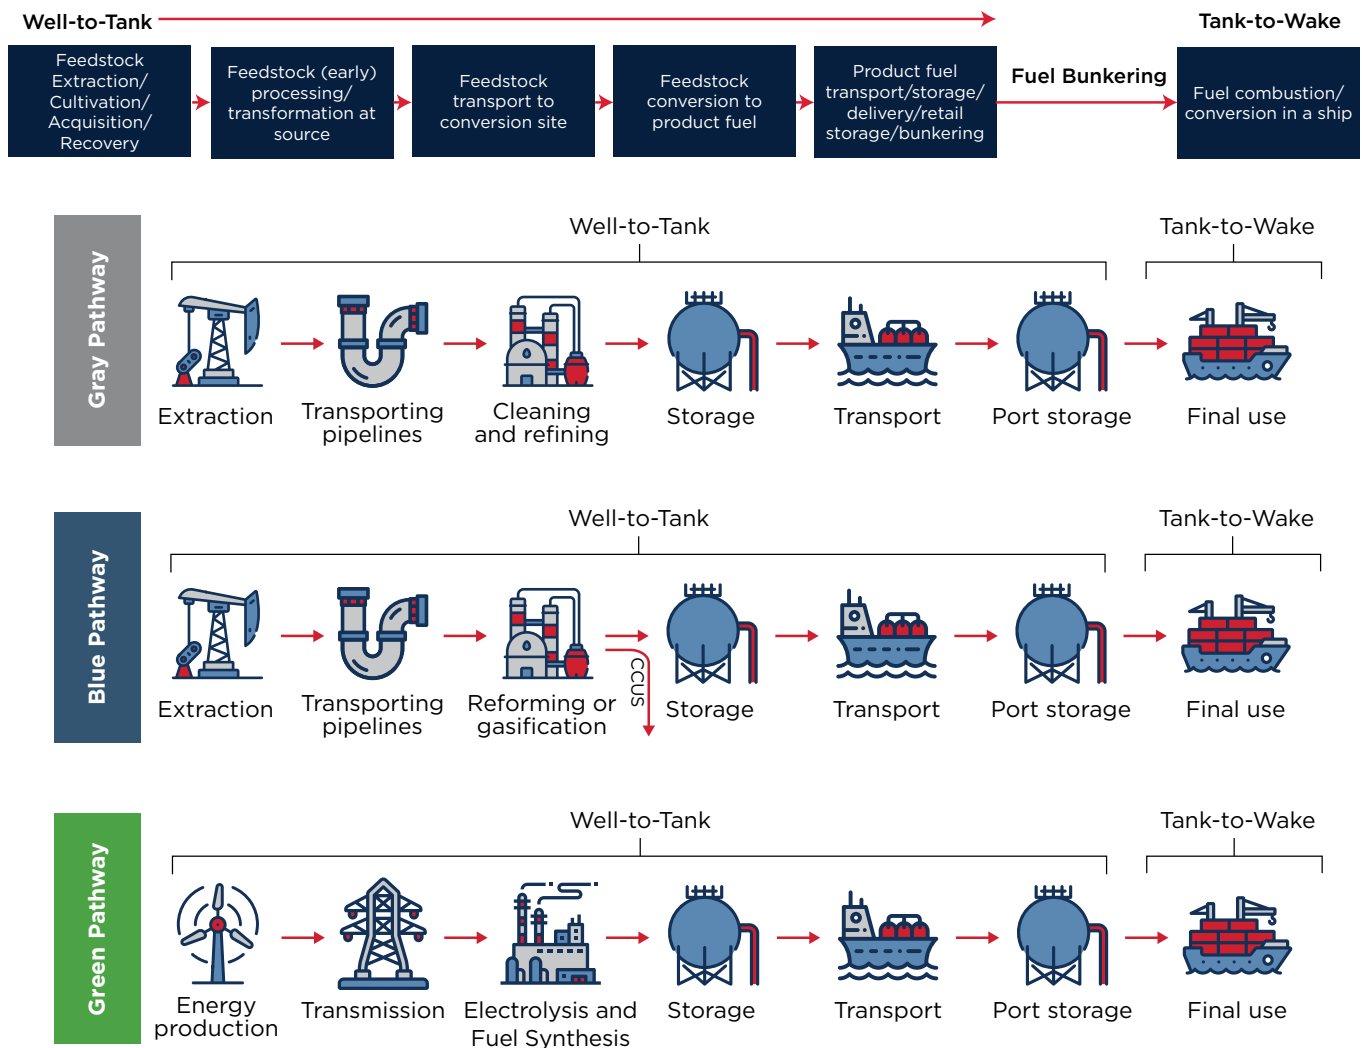 Well-to-Tank
Tank-to-Wake
Feedstock
Extraction/
Cultivation/
Acquisition/
Recovery
Feedstock (early)
processing/
transformation at
source
Feedstock
transport to
conversion site
Feedstock
conversion to
product fuel
Product fuel
transport/storage/
delivery/retail
storage/bunkering
Fuel Bunkering
Fuel combustion/
conversion in a ship
Gray Pathway
Well-to-Tank
Tank-to-Wake
Extraction
Transporting
pipelines
Cleaning
and refining
Storage
Transport
Port storage
Final use
Blue Pathway
Well-to-Tank
Tank-to-Wake
Extraction
Transporting
pipelines
Reforming or
gasification
CCUS
Storage
Transport
Port storage
Final use
Green Pathway
Well-to-Tank
Tank-to-Wake
Energy
production
Transmission
Electrolysis and
Fuel Synthesis
Storage
Transport
Port storage
Final use